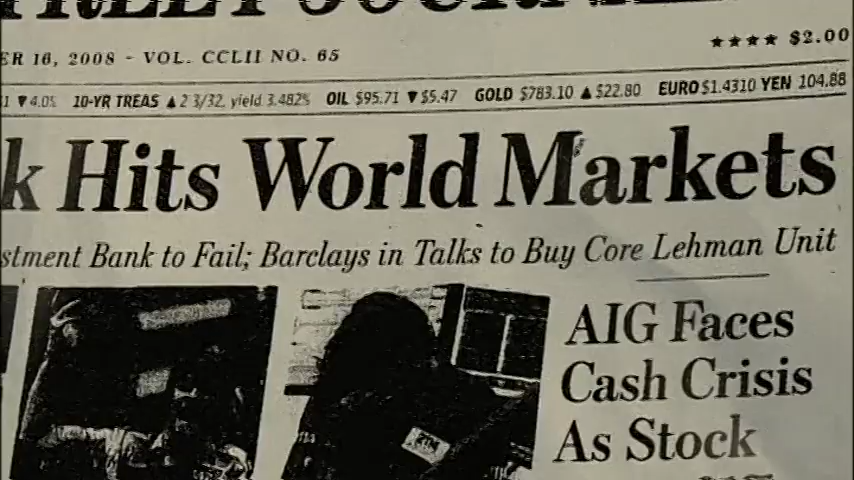 ER 16, 2008 - VOL. CCLII NO. 65
★★★★ $2.00
▼4.0% 10-YR TREAS ▲2 3/32, yield 3.482% OIL $95.71 ▼$5.47 GOLD $783.10 ▲$22.80 EURO $1.4310 YEN 104.88
k Hits World Markets
stment Bank to Fail; Barclays in Talks to Buy Core Lehman Unit
AIG Faces
Cash Crisis
As Stock